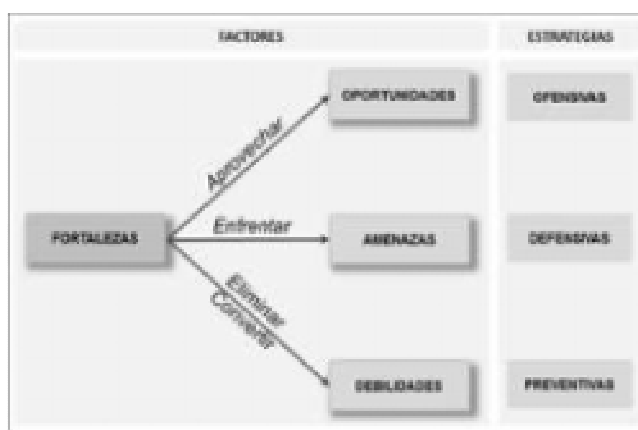 FACTORES
ESTRATEGIAS
OPORTUNIDADES
OFENSIVAS
Aprovechar
FORTALEZAS
Enfrentar
AMENAZAS
DEFENSIVAS
Eliminar
Convertir
DEBILIDADES
PREVENTIVAS